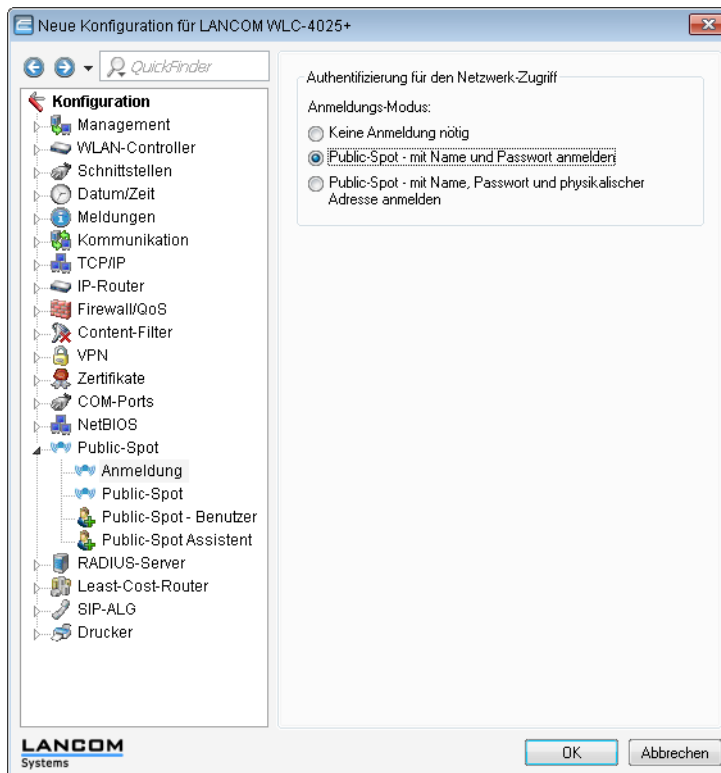 Neue Konfiguration für LANCOM WLC-4025+
QuickFinder
Konfiguration
Management
WLAN-Controller
Schnittstellen
Datum/Zeit
Meldungen
Kommunikation
TCP/IP
IP-Router
Firewall/QoS
Content-Filter
VPN
Zertifikate
COM-Ports
NetBIOS
Public-Spot
Anmeldung
Public-Spot
Public-Spot - Benutzer
Public-Spot Assistent
RADIUS-Server
Least-Cost-Router
SIP-ALG
Drucker
Authentifizierung für den Netzwerk-Zugriff
Anmeldungs-Modus:
Keine Anmeldung nötig
Public-Spot - mit Name und Passwort anmelden
Public-Spot - mit Name, Passwort und physikalischer
Adresse anmelden
LANCOM
Systems
OK
Abbrechen